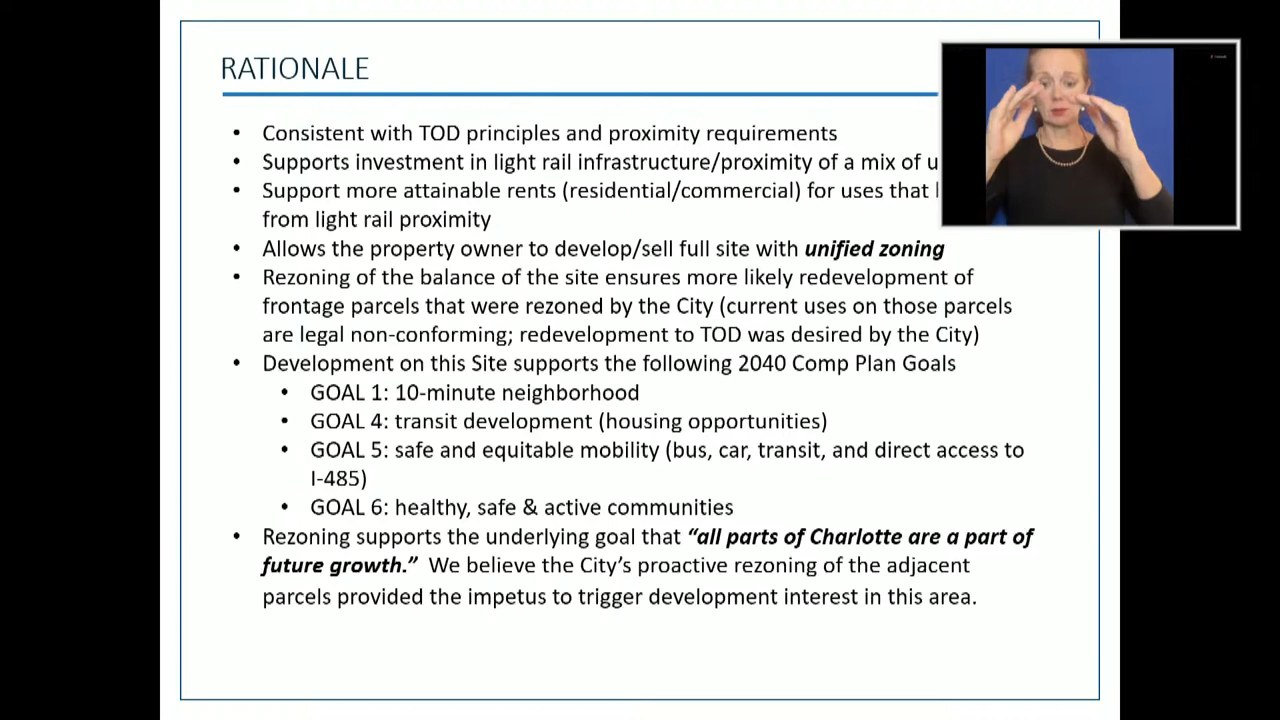 RATIONALE
• Consistent with TOD principles and proximity requirements
• Supports investment in light rail infrastructure/proximity of a mix of
• Support more attainable rents (residential/commercial) for uses that
from light rail proximity
• Allows the property owner to develop/sell full site with unified zoning
• Rezoning of the balance of the site ensures more likely redevelopment of
frontage parcels that were rezoned by the City (current uses on those parcels
are legal non-conforming; redevelopment to TOD was desired by the City)
• Development on this Site supports the following 2040 Comp Plan Goals
• GOAL 1: 10-minute neighborhood
• GOAL 4: transit development (housing opportunities)
• GOAL 5: safe and equitable mobility (bus, car, transit, and direct access to
I-485)
• GOAL 6: healthy, safe & active communities
• Rezoning supports the underlying goal that “all parts of Charlotte are a part of
future growth.” We believe the City’s proactive rezoning of the adjacent
parcels provided the impetus to trigger development interest in this area.